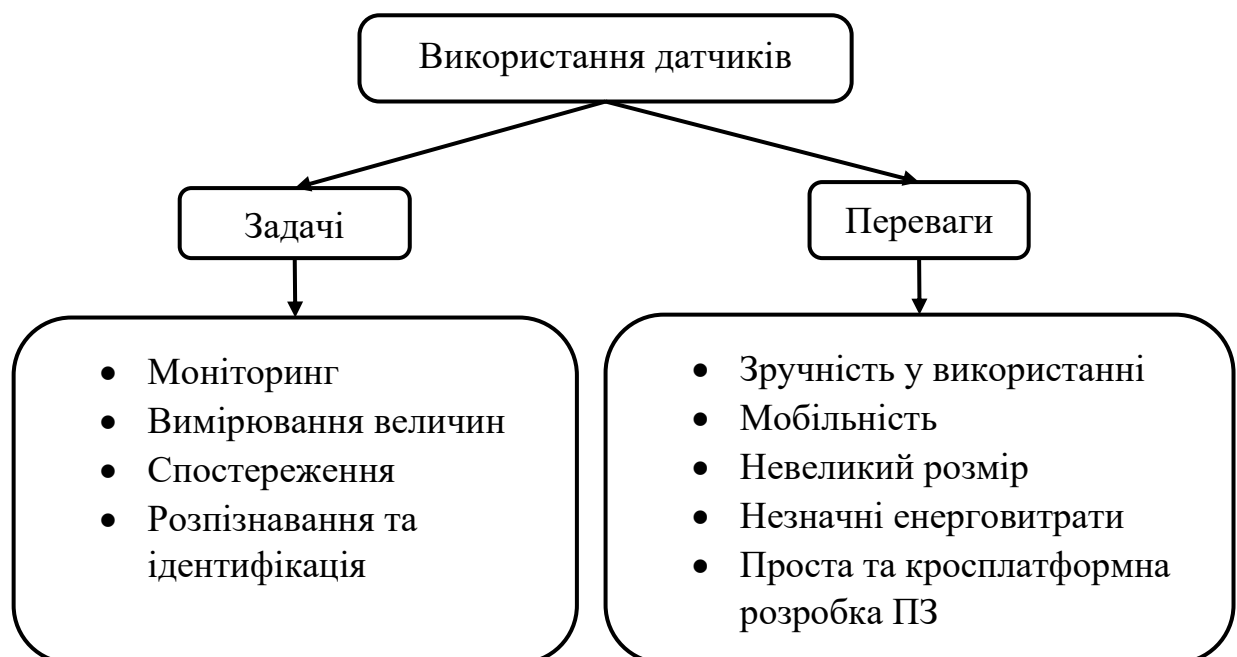 Використання датчиків
Задачі
Переваги
• Моніторинг
• Вимірювання величин
• Спостереження
• Розпізнавання та
ідентифікація
• Зручність у використанні
• Мобільність
• Невеликий розмір
• Незначні енерговитрати
• Проста та кросплатформна
розробка ПЗ